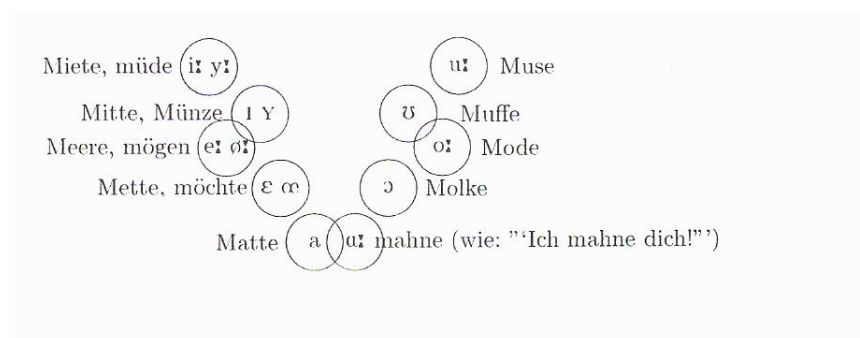 Miete, müde iː yː uː Muse
Mitte, Münze ɪ ʏ ʊ Muffe
Meere, mögen eː øː oː Mode
Mette, möchte ɛ œ ɔ Molke
Matte a ɑː mahne (wie: "‘Ich mahne dich!"’)